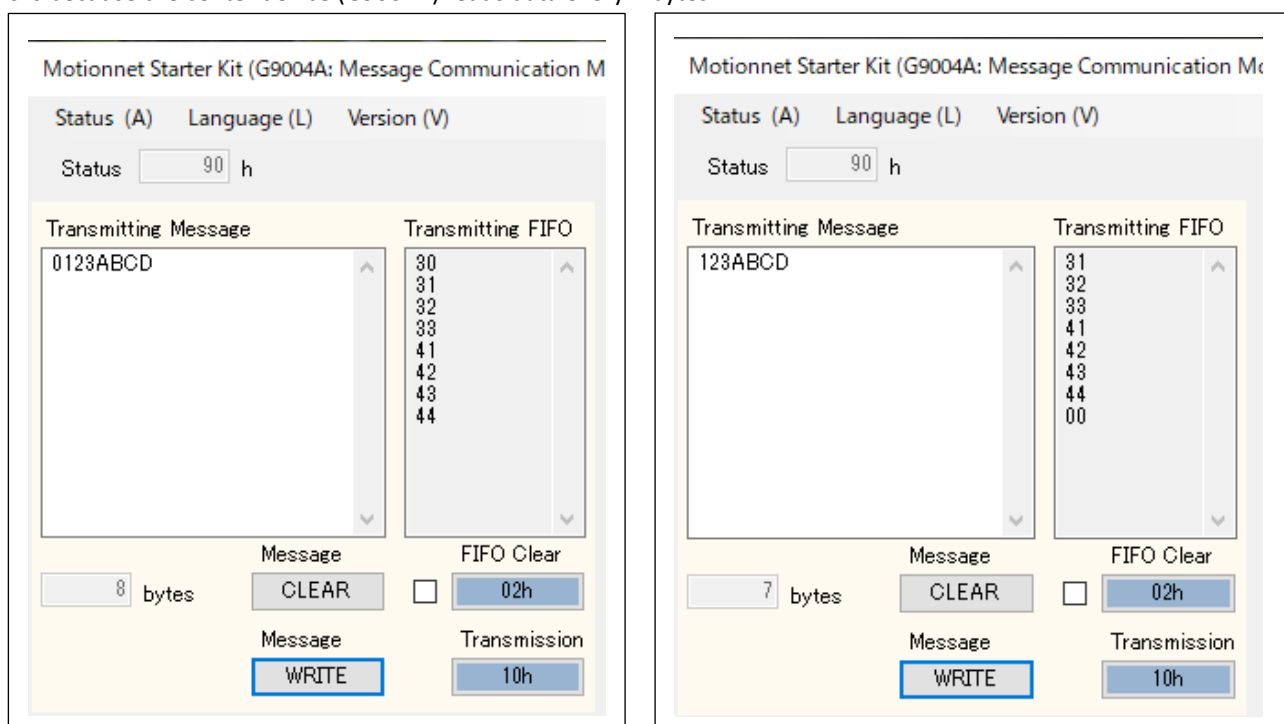 Motionnet Starter Kit (G9004A: Message Communication M
Status (A) Language (L) Version (V)
Status 90 h
Transmitting Message Transmitting FIFO
0123ABCD
30
31
32
33
41
42
43
44
Message FIFO Clear
8 bytes CLEAR 02h
Message Transmission
WRITE 10h
Motionnet Starter Kit (G9004A: Message Communication Mo
Status (A) Language (L) Version (V)
Status 90 h
Transmitting Message Transmitting FIFO
123ABCD
31
32
33
41
42
43
44
00
Message FIFO Clear
7 bytes CLEAR 02h
Message Transmission
WRITE 10h